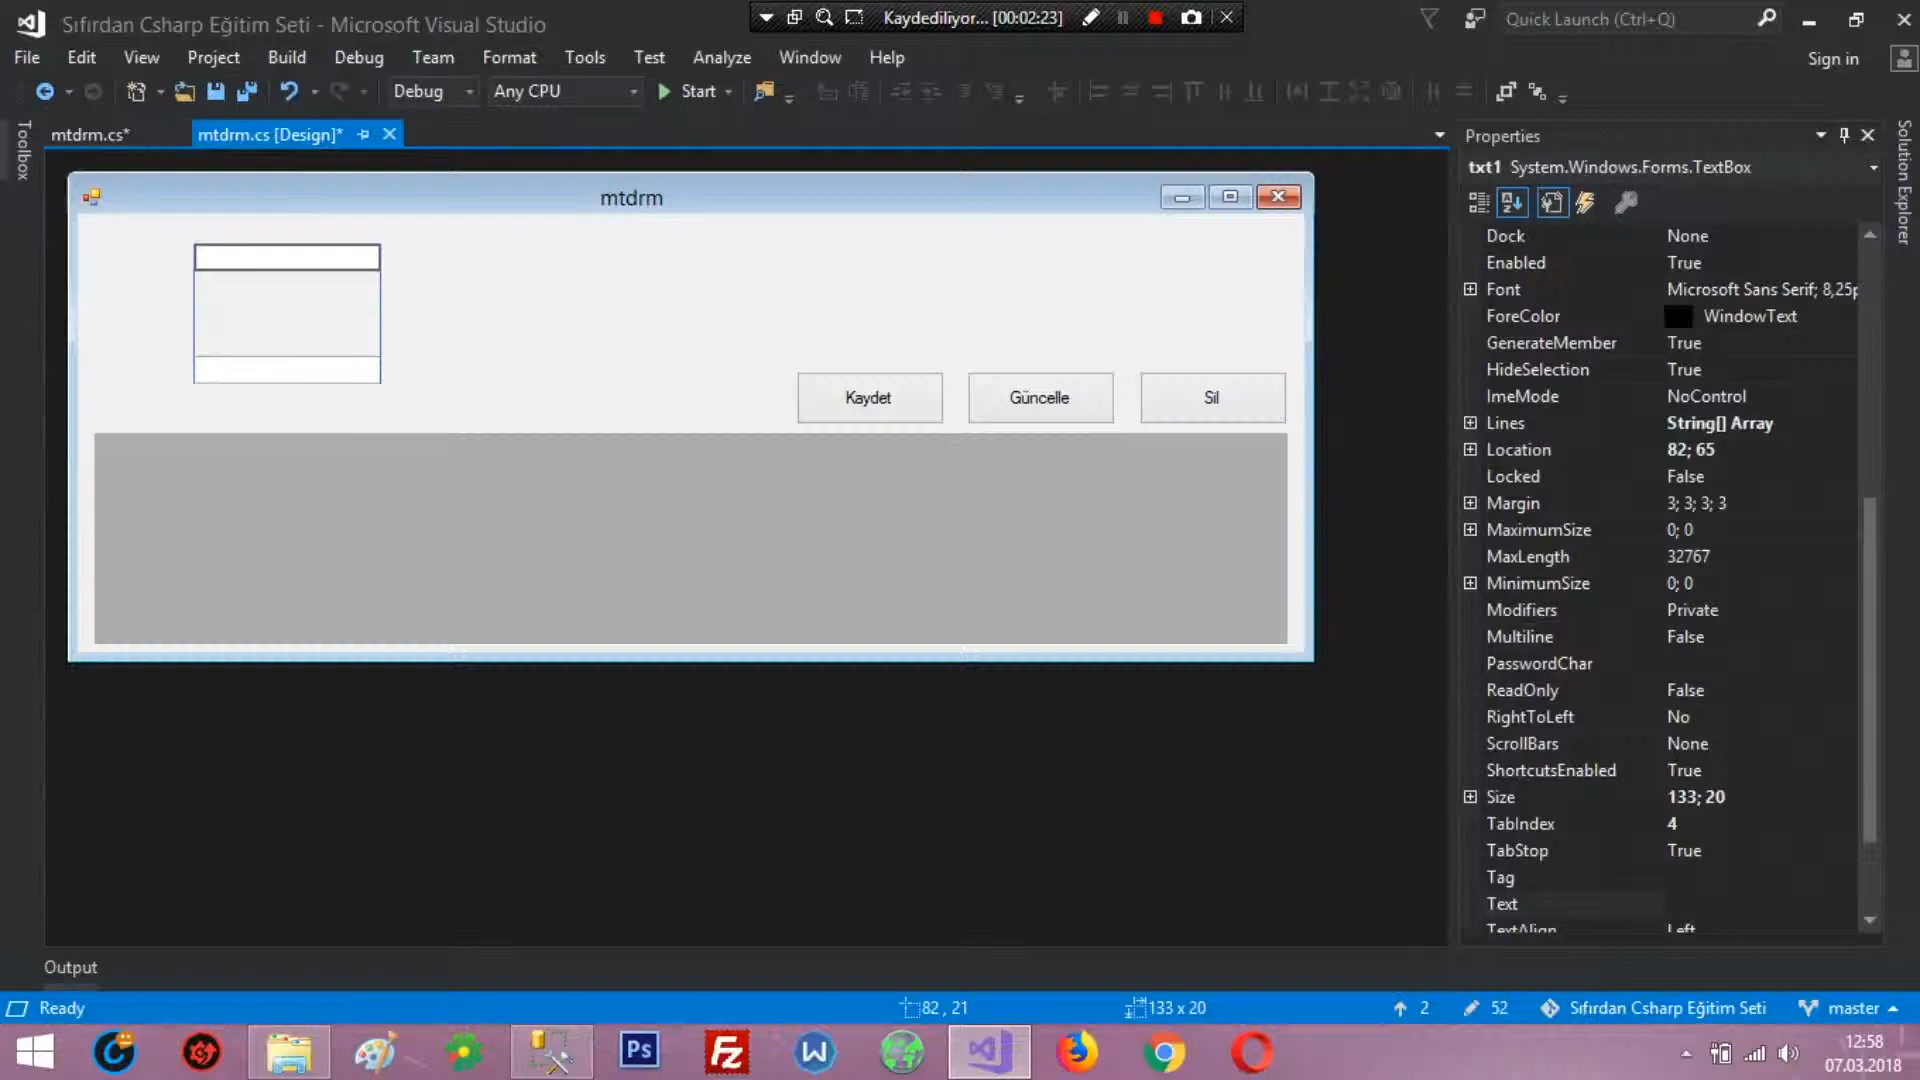 Sıfırdan Csharp Eğitim Seti - Microsoft Visual Studio
Kaydediliyor... [00:02:23]
Quick Launch (Ctrl+Q)
File Edit View Project Build Debug Team Format Tools Test Analyze Window Help
Sign in
Debug Any CPU Start
Toolbox
mtdrm.cs*
mtdrm.cs [Design]*
mtdrm
Kaydet
Güncelle
Sil
Properties
txt1 System.Windows.Forms.TextBox
Dock None
Enabled True
Font Microsoft Sans Serif; 8,25p
ForeColor WindowText
GenerateMember True
HideSelection True
ImeMode NoControl
Lines String[] Array
Location 82; 65
Locked False
Margin 3; 3; 3; 3
MaximumSize 0; 0
MaxLength 32767
MinimumSize 0; 0
Modifiers Private
Multiline False
PasswordChar
ReadOnly False
RightToLeft No
ScrollBars None
ShortcutsEnabled True
Size 133; 20
TabIndex 4
TabStop True
Tag
Text
TextAlign Left
Solution Explorer
Output
Ready
82 , 21
133 x 20
2
52
Sıfırdan Csharp Eğitim Seti
master
Ps
Fz
W
12:58
07.03.2018